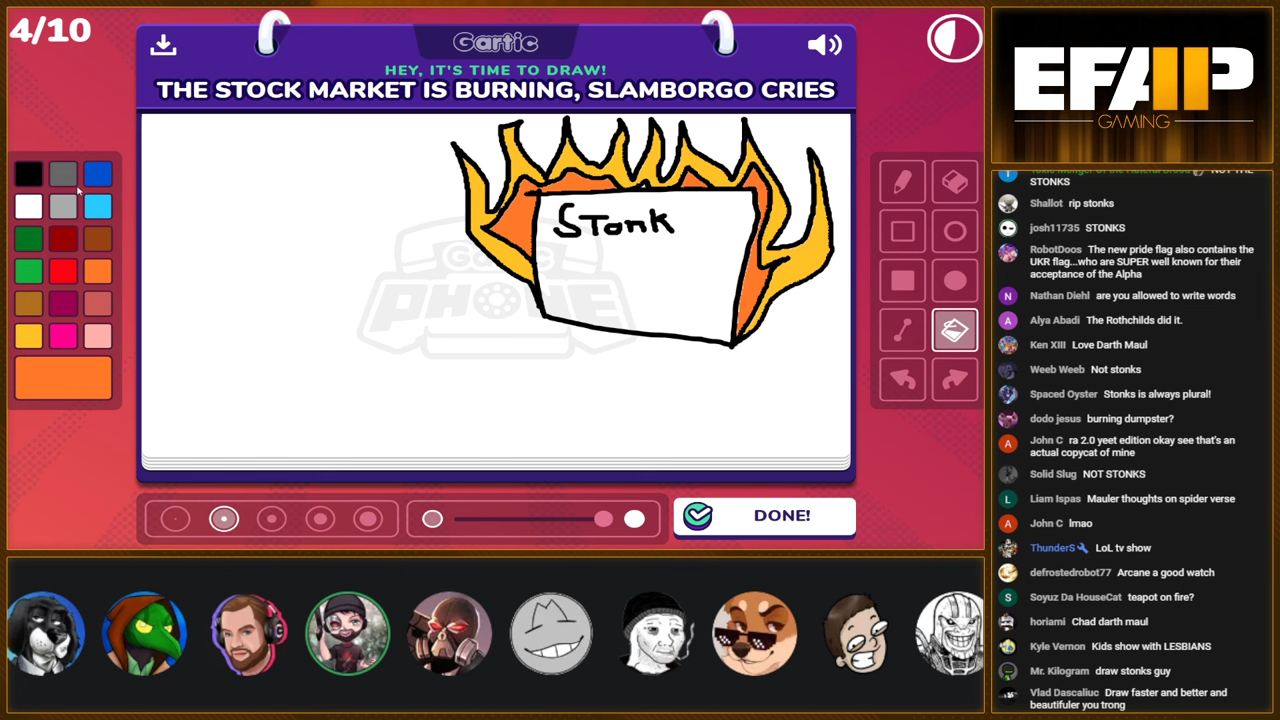 4/10
Gartic
HEY, IT'S TIME TO DRAW!
THE STOCK MARKET IS BURNING, SLAMBORGO CRIES
STonk
PHONE
DONE!
EFAP
GAMING
STONKS
Shallot rip stonks
josh11735 STONKS
RobotDoos The new pride flag also contains the
UKR flag...who are SUPER well known for their
acceptance of the Alpha
N Nathan Diehl are you allowed to write words
A Alya Abadi The Rothchilds did it.
Ken XIII Love Darth Maul
Weeb Weeb Not stonks
Spaced Oyster Stonks is always plural!
dodo jesus burning dumpster?
A John C ra 2.0 yeet edition okay see that's an
actual copycat of mine
Solid Slug NOT STONKS
L Liam Ispas Mauler thoughts on spider verse
A John C lmao
ThunderS LoL tv show
defrostedrobot77 Arcane a good watch
S Soyuz Da HouseCat teapot on fire?
horiami Chad darth maul
Kyle Vernon Kids show with LESBIANS
Mr. Kilogram draw stonks guy
Vlad Dascaliuc Draw faster and better and
beautifuler you trong